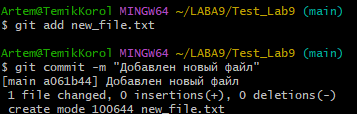 Artem@TemikKorol MINGW64 ~/LABA9/Test_Lab9 (main)
$ git add new_file.txt
Artem@TemikKorol MINGW64 ~/LABA9/Test_Lab9 (main)
$ git commit -m "Добавлен новый файл"
[main a061b44] Добавлен новый файл
 1 file changed, 0 insertions(+), 0 deletions(-)
 create mode 100644 new_file.txt